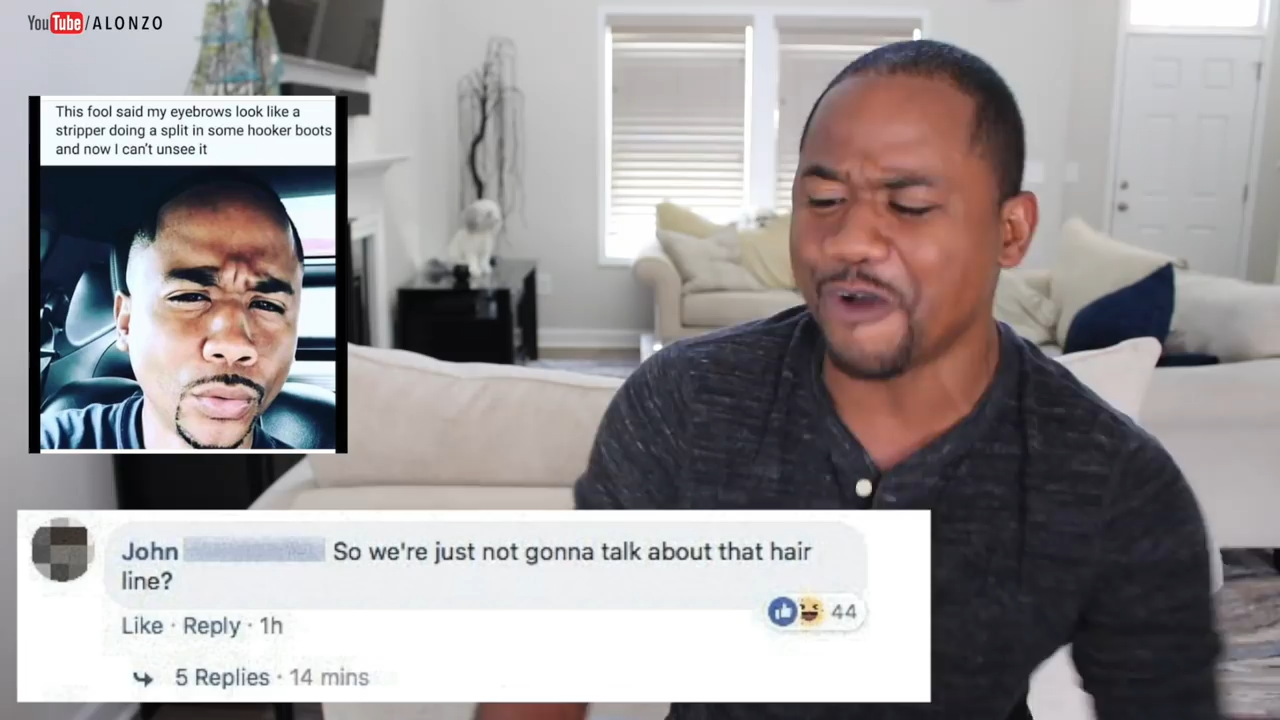 YouTube/ALONZO
This fool said my eyebrows look like a
stripper doing a split in some hooker boots
and now I can't unsee it
John So we're just not gonna talk about that hair
line?
44
Like · Reply · 1h
5 Replies · 14 mins